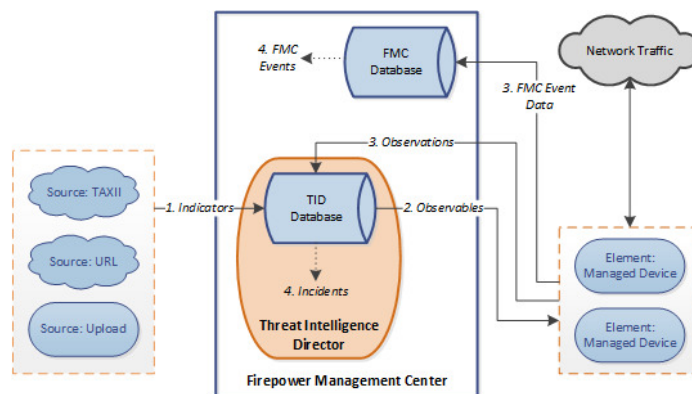 FMC
Database
4. FMC
Events
Network Traffic
3. FMC Event
Data
3. Observations
Source: TAXII
1. Indicators
TID
Database
2. Observables
Source: URL
Element:
Managed Device
4. Incidents
Source: Upload
Element:
Managed Device
Threat Intelligence
Director
Firepower Management Center